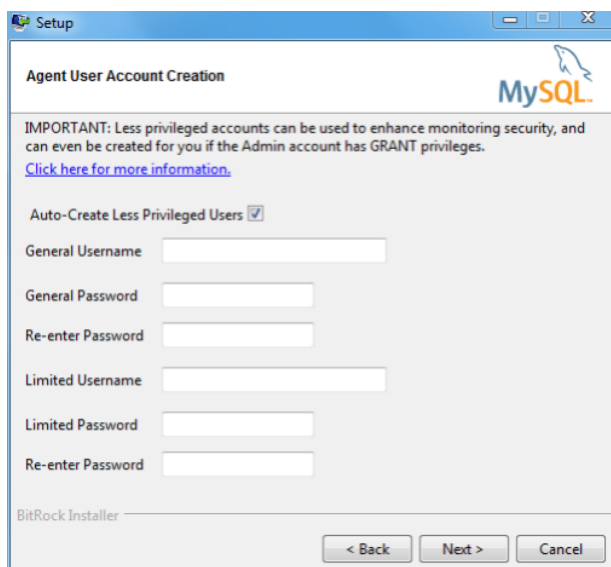 Setup
Agent User Account Creation
MySQL™
IMPORTANT: Less privileged accounts can be used to enhance monitoring security, and
can even be created for you if the Admin account has GRANT privileges.
Click here for more information.
Auto-Create Less Privileged Users
General Username
General Password
Re-enter Password
Limited Username
Limited Password
Re-enter Password
BitRock Installer
< Back Next > Cancel